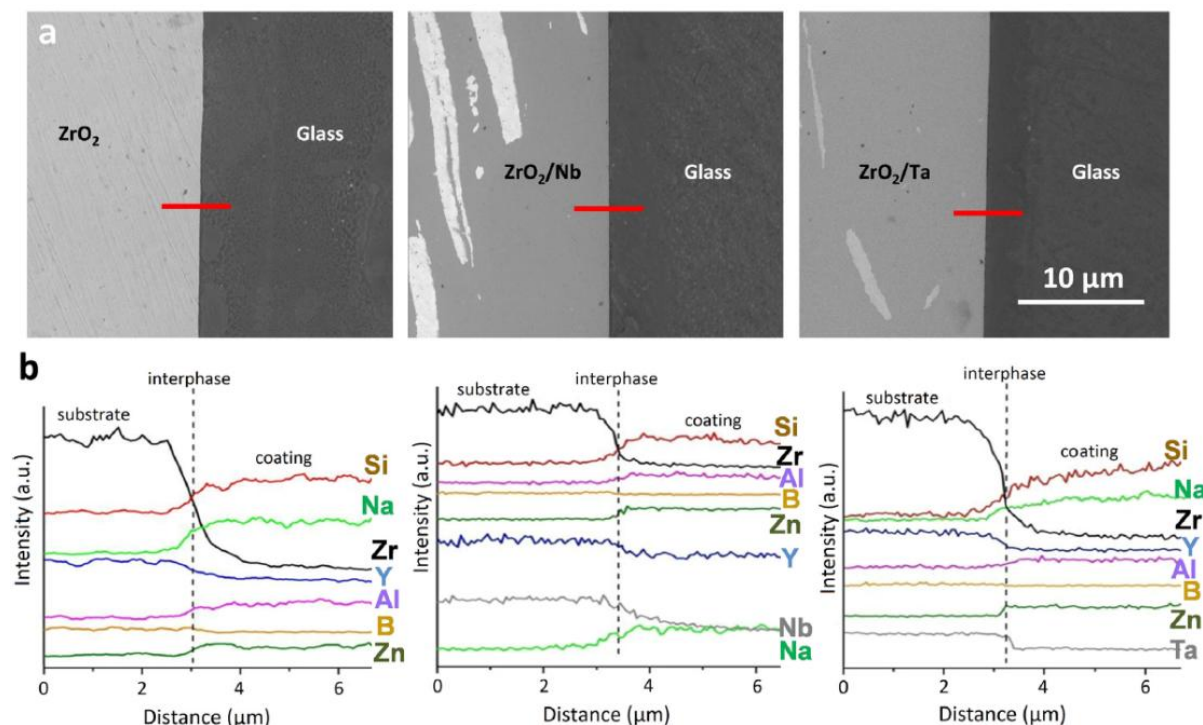 a
ZrO2
Glass
ZrO2/Nb
Glass
ZrO2/Ta
Glass
10 μm
b
interphase
substrate
coating
Si
Na
Zr
Y
Al
B
Zn
Intensity (a.u.)
0 2 4 6
Distance (μm)
interphase
substrate
coating
Si
Zr
Al
B
Zn
Y
Nb
Na
Intensity (a.u.)
0 2 4 6
Distance (μm)
interphase
substrate
coating
Si
Na
Zr
Y
Al
B
Zn
Ta
Intensity (a.u.)
0 2 4 6
Distance (μm)